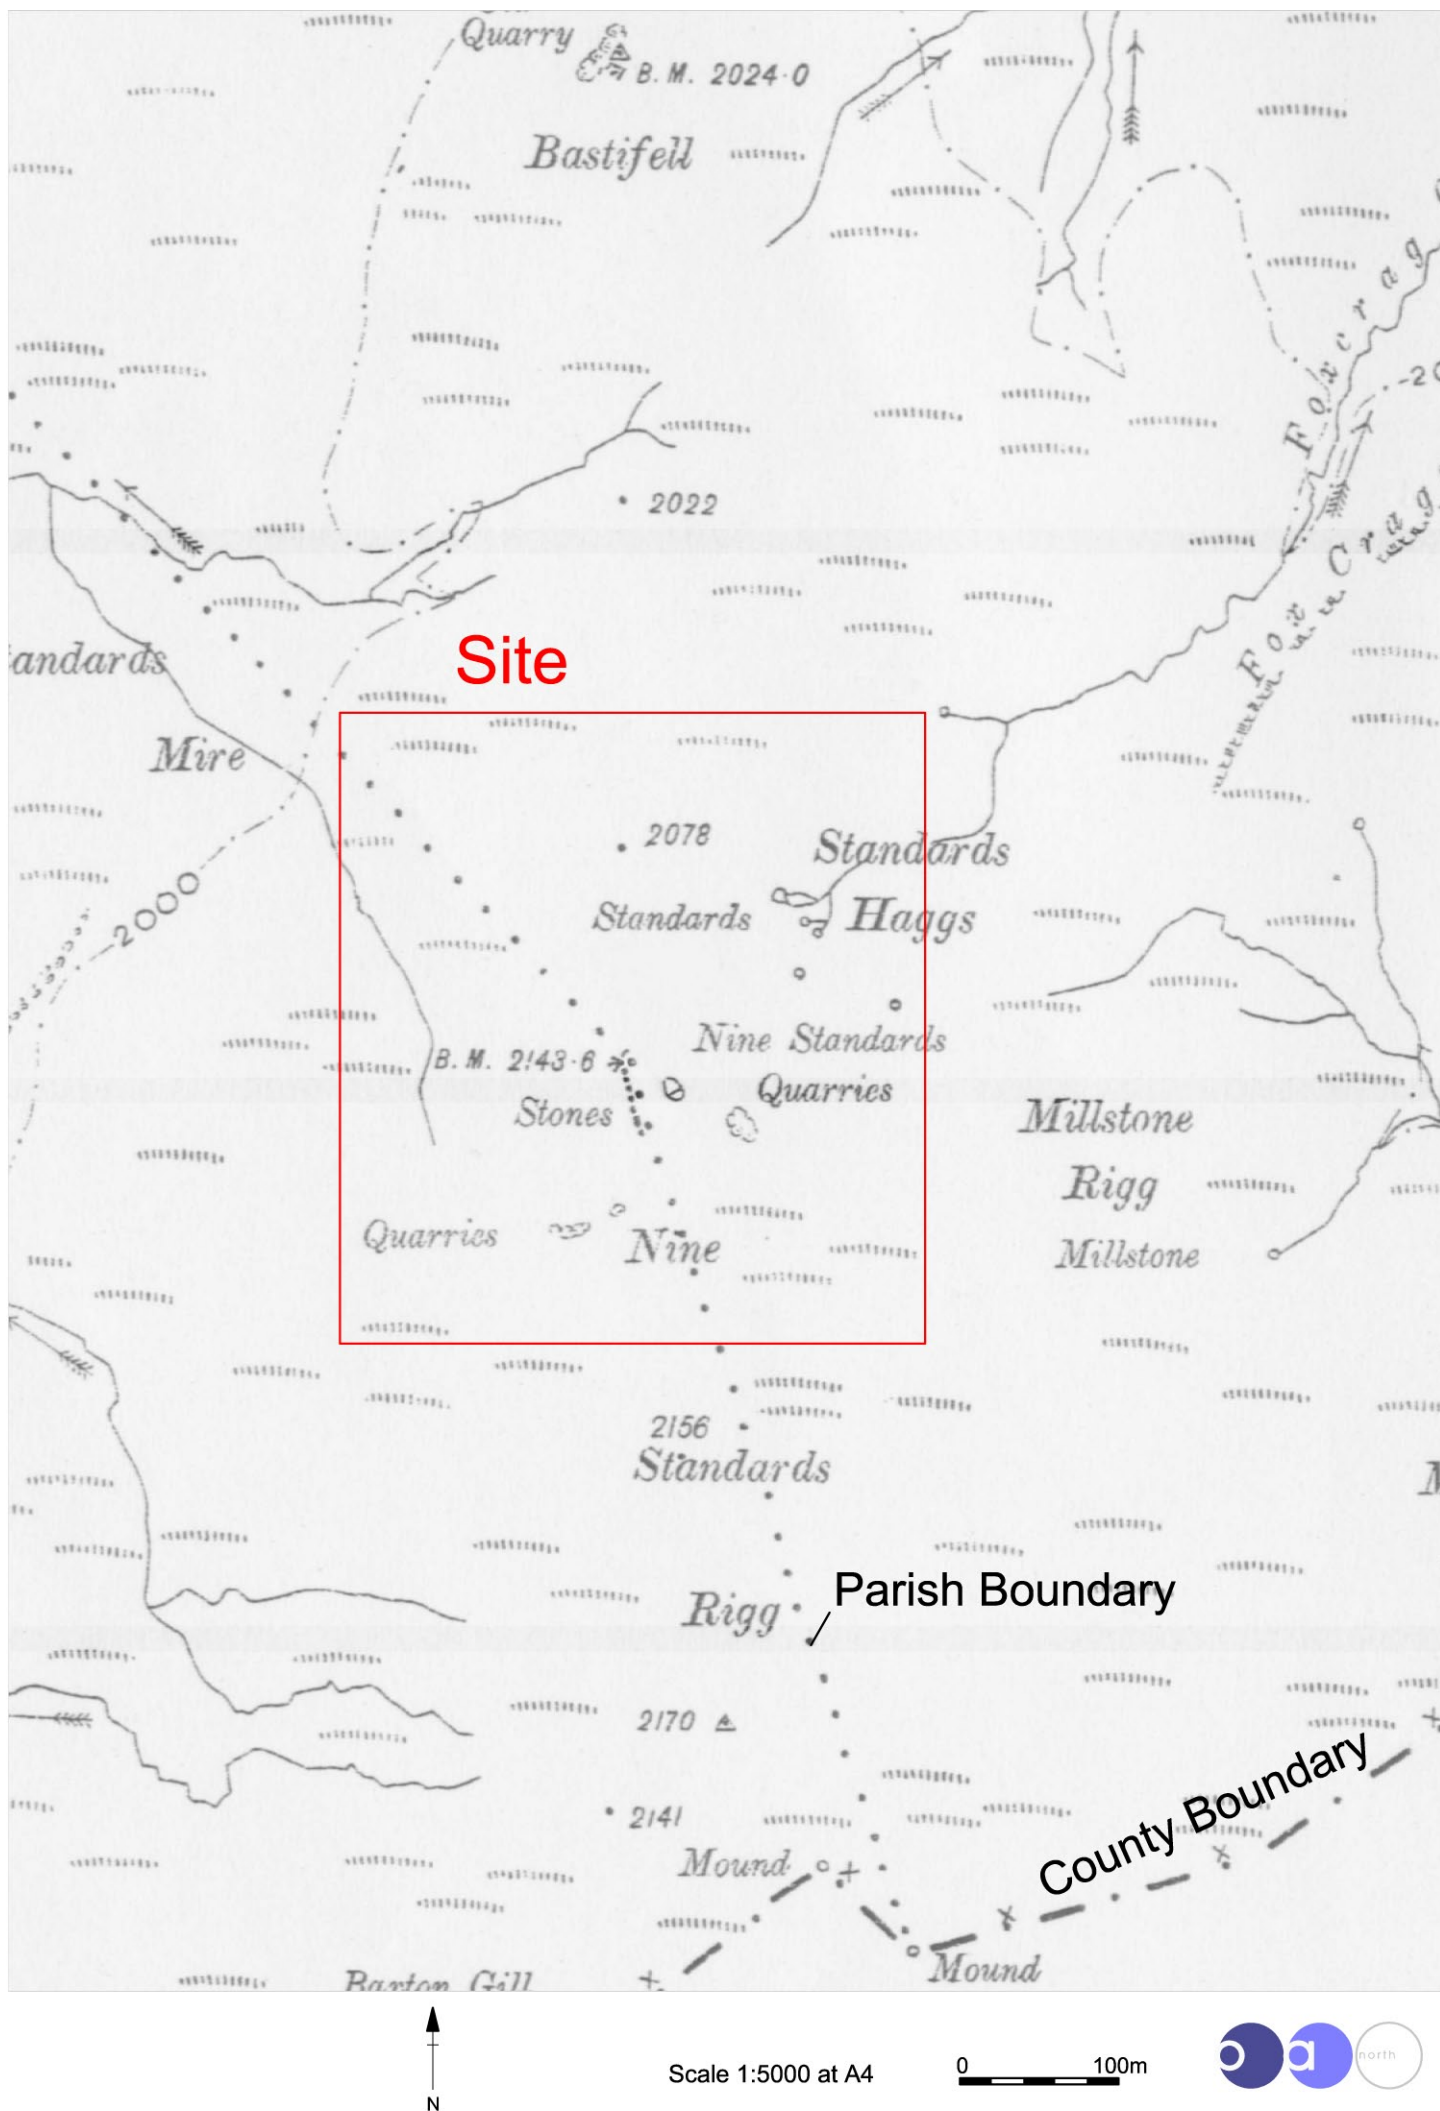 Quarry
B. M. 2024·0
Bastifell
Foxcrag
2022
Fox Crag
Site
andards
Mire
2000
2078
Standards
Standards
Haggs
Nine Standards
B. M. 2143·6
Quarries
Stones
Millstone
Rigg
Quarries
Nine
Millstone
2156
Standards
Parish Boundary
Rigg
2170
County Boundary
2141
Mound
Mound
Barton Gill
N
Scale 1:5000 at A4
0 100m
oa north